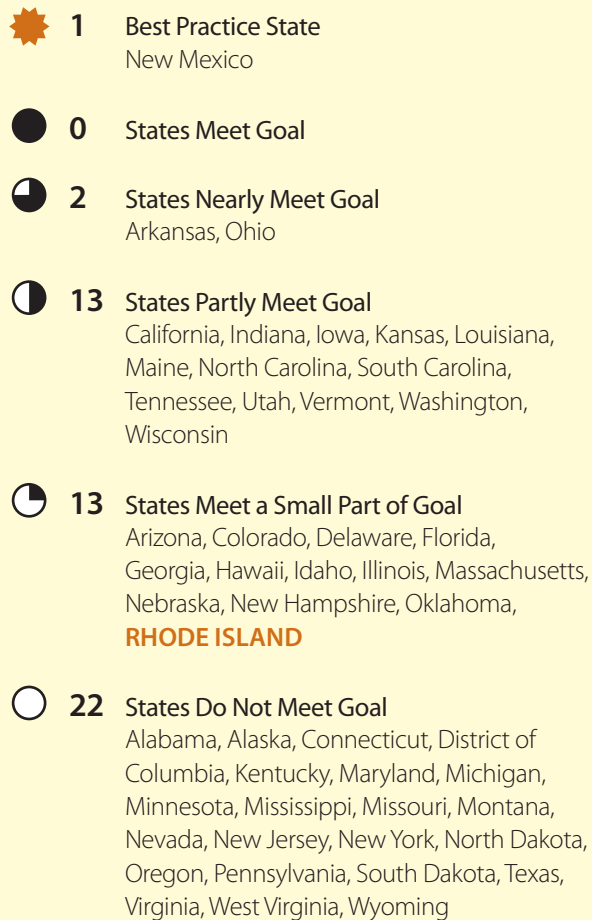 1 Best Practice State
New Mexico
0 States Meet Goal
2 States Nearly Meet Goal
Arkansas, Ohio
13 States Partly Meet Goal
California, Indiana, Iowa, Kansas, Louisiana,
Maine, North Carolina, South Carolina,
Tennessee, Utah, Vermont, Washington,
Wisconsin
13 States Meet a Small Part of Goal
Arizona, Colorado, Delaware, Florida,
Georgia, Hawaii, Idaho, Illinois, Massachusetts,
Nebraska, New Hampshire, Oklahoma,
RHODE ISLAND
22 States Do Not Meet Goal
Alabama, Alaska, Connecticut, District of
Columbia, Kentucky, Maryland, Michigan,
Minnesota, Mississippi, Missouri, Montana,
Nevada, New Jersey, New York, North Dakota,
Oregon, Pennsylvania, South Dakota, Texas,
Virginia, West Virginia, Wyoming